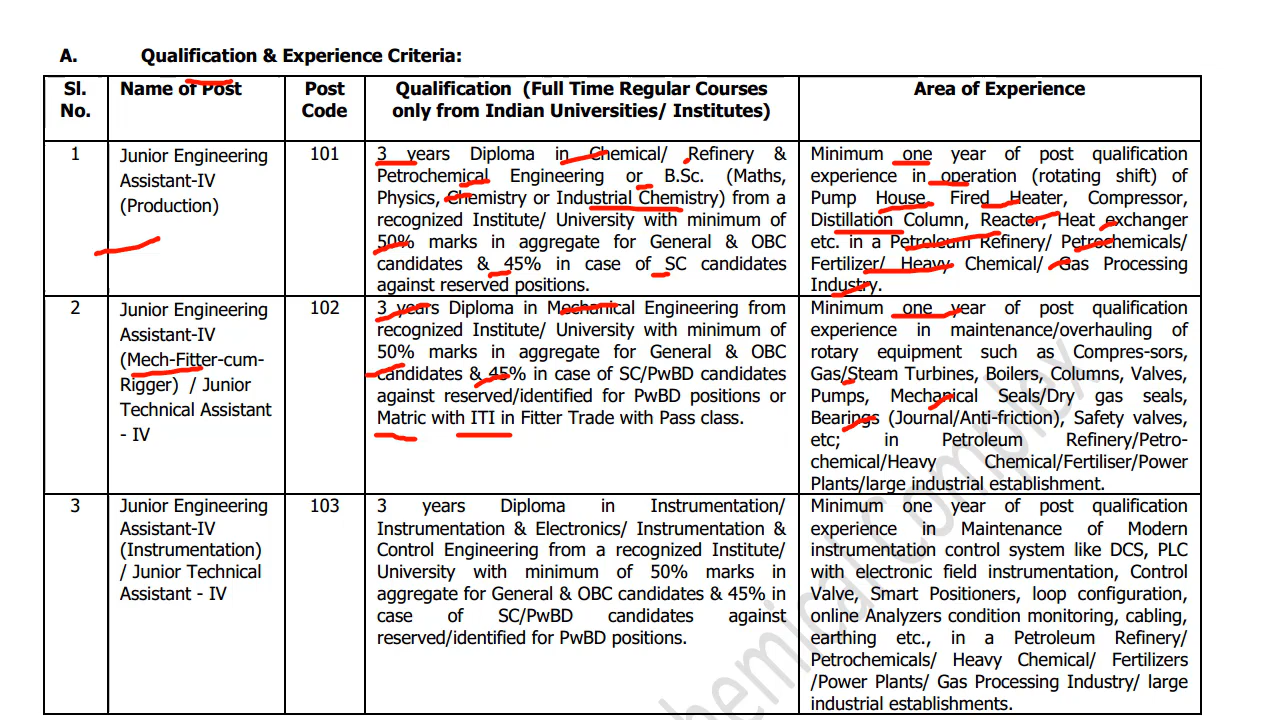 A. Qualification & Experience Criteria:
Sl. No.
Name of Post
Post Code
Qualification (Full Time Regular Courses
only from Indian Universities/ Institutes)
Area of Experience
1
Junior Engineering
Assistant-IV
(Production)
101
3 years Diploma in Chemical/ Refinery &
Petrochemical Engineering or B.Sc. (Maths,
Physics, Chemistry or Industrial Chemistry) from a
recognized Institute/ University with minimum of
50% marks in aggregate for General & OBC
candidates & 45% in case of SC candidates
against reserved positions.
Minimum one year of post qualification
experience in operation (rotating shift) of
Pump House, Fired Heater, Compressor,
Distillation Column, Reactor, Heat exchanger
etc. in a Petroleum Refinery/ Petrochemicals/
Fertilizer/ Heavy Chemical/ Gas Processing
Industry.
2
Junior Engineering
Assistant-IV
(Mech-Fitter-cum-
Rigger) / Junior
Technical Assistant
- IV
102
3 years Diploma in Mechanical Engineering from
recognized Institute/ University with minimum of
50% marks in aggregate for General & OBC
candidates & 45% in case of SC/PwBD candidates
against reserved/identified for PwBD positions or
Matric with ITI in Fitter Trade with Pass class.
Minimum one year of post qualification
experience in maintenance/overhauling of
rotary equipment such as Compres-sors,
Gas/Steam Turbines, Boilers, Columns, Valves,
Pumps, Mechanical Seals/Dry gas seals,
Bearings (Journal/Anti-friction), Safety valves,
etc; in Petroleum Refinery/Petro-
chemical/Heavy Chemical/Fertiliser/Power
Plants/large industrial establishment.
3
Junior Engineering
Assistant-IV
(Instrumentation)
/ Junior Technical
Assistant - IV
103
3 years Diploma in Instrumentation/
Instrumentation & Electronics/ Instrumentation &
Control Engineering from a recognized Institute/
University with minimum of 50% marks in
aggregate for General & OBC candidates & 45% in
case of SC/PwBD candidates against
reserved/identified for PwBD positions.
Minimum one year of post qualification
experience in Maintenance of Modern
instrumentation control system like DCS, PLC
with electronic field instrumentation, Control
Valve, Smart Positioners, loop configuration,
online Analyzers condition monitoring, cabling,
earthing etc., in a Petroleum Refinery/
Petrochemicals/ Heavy Chemical/ Fertilizers
/Power Plants/ Gas Processing Industry/ large
industrial establishments.
Complex